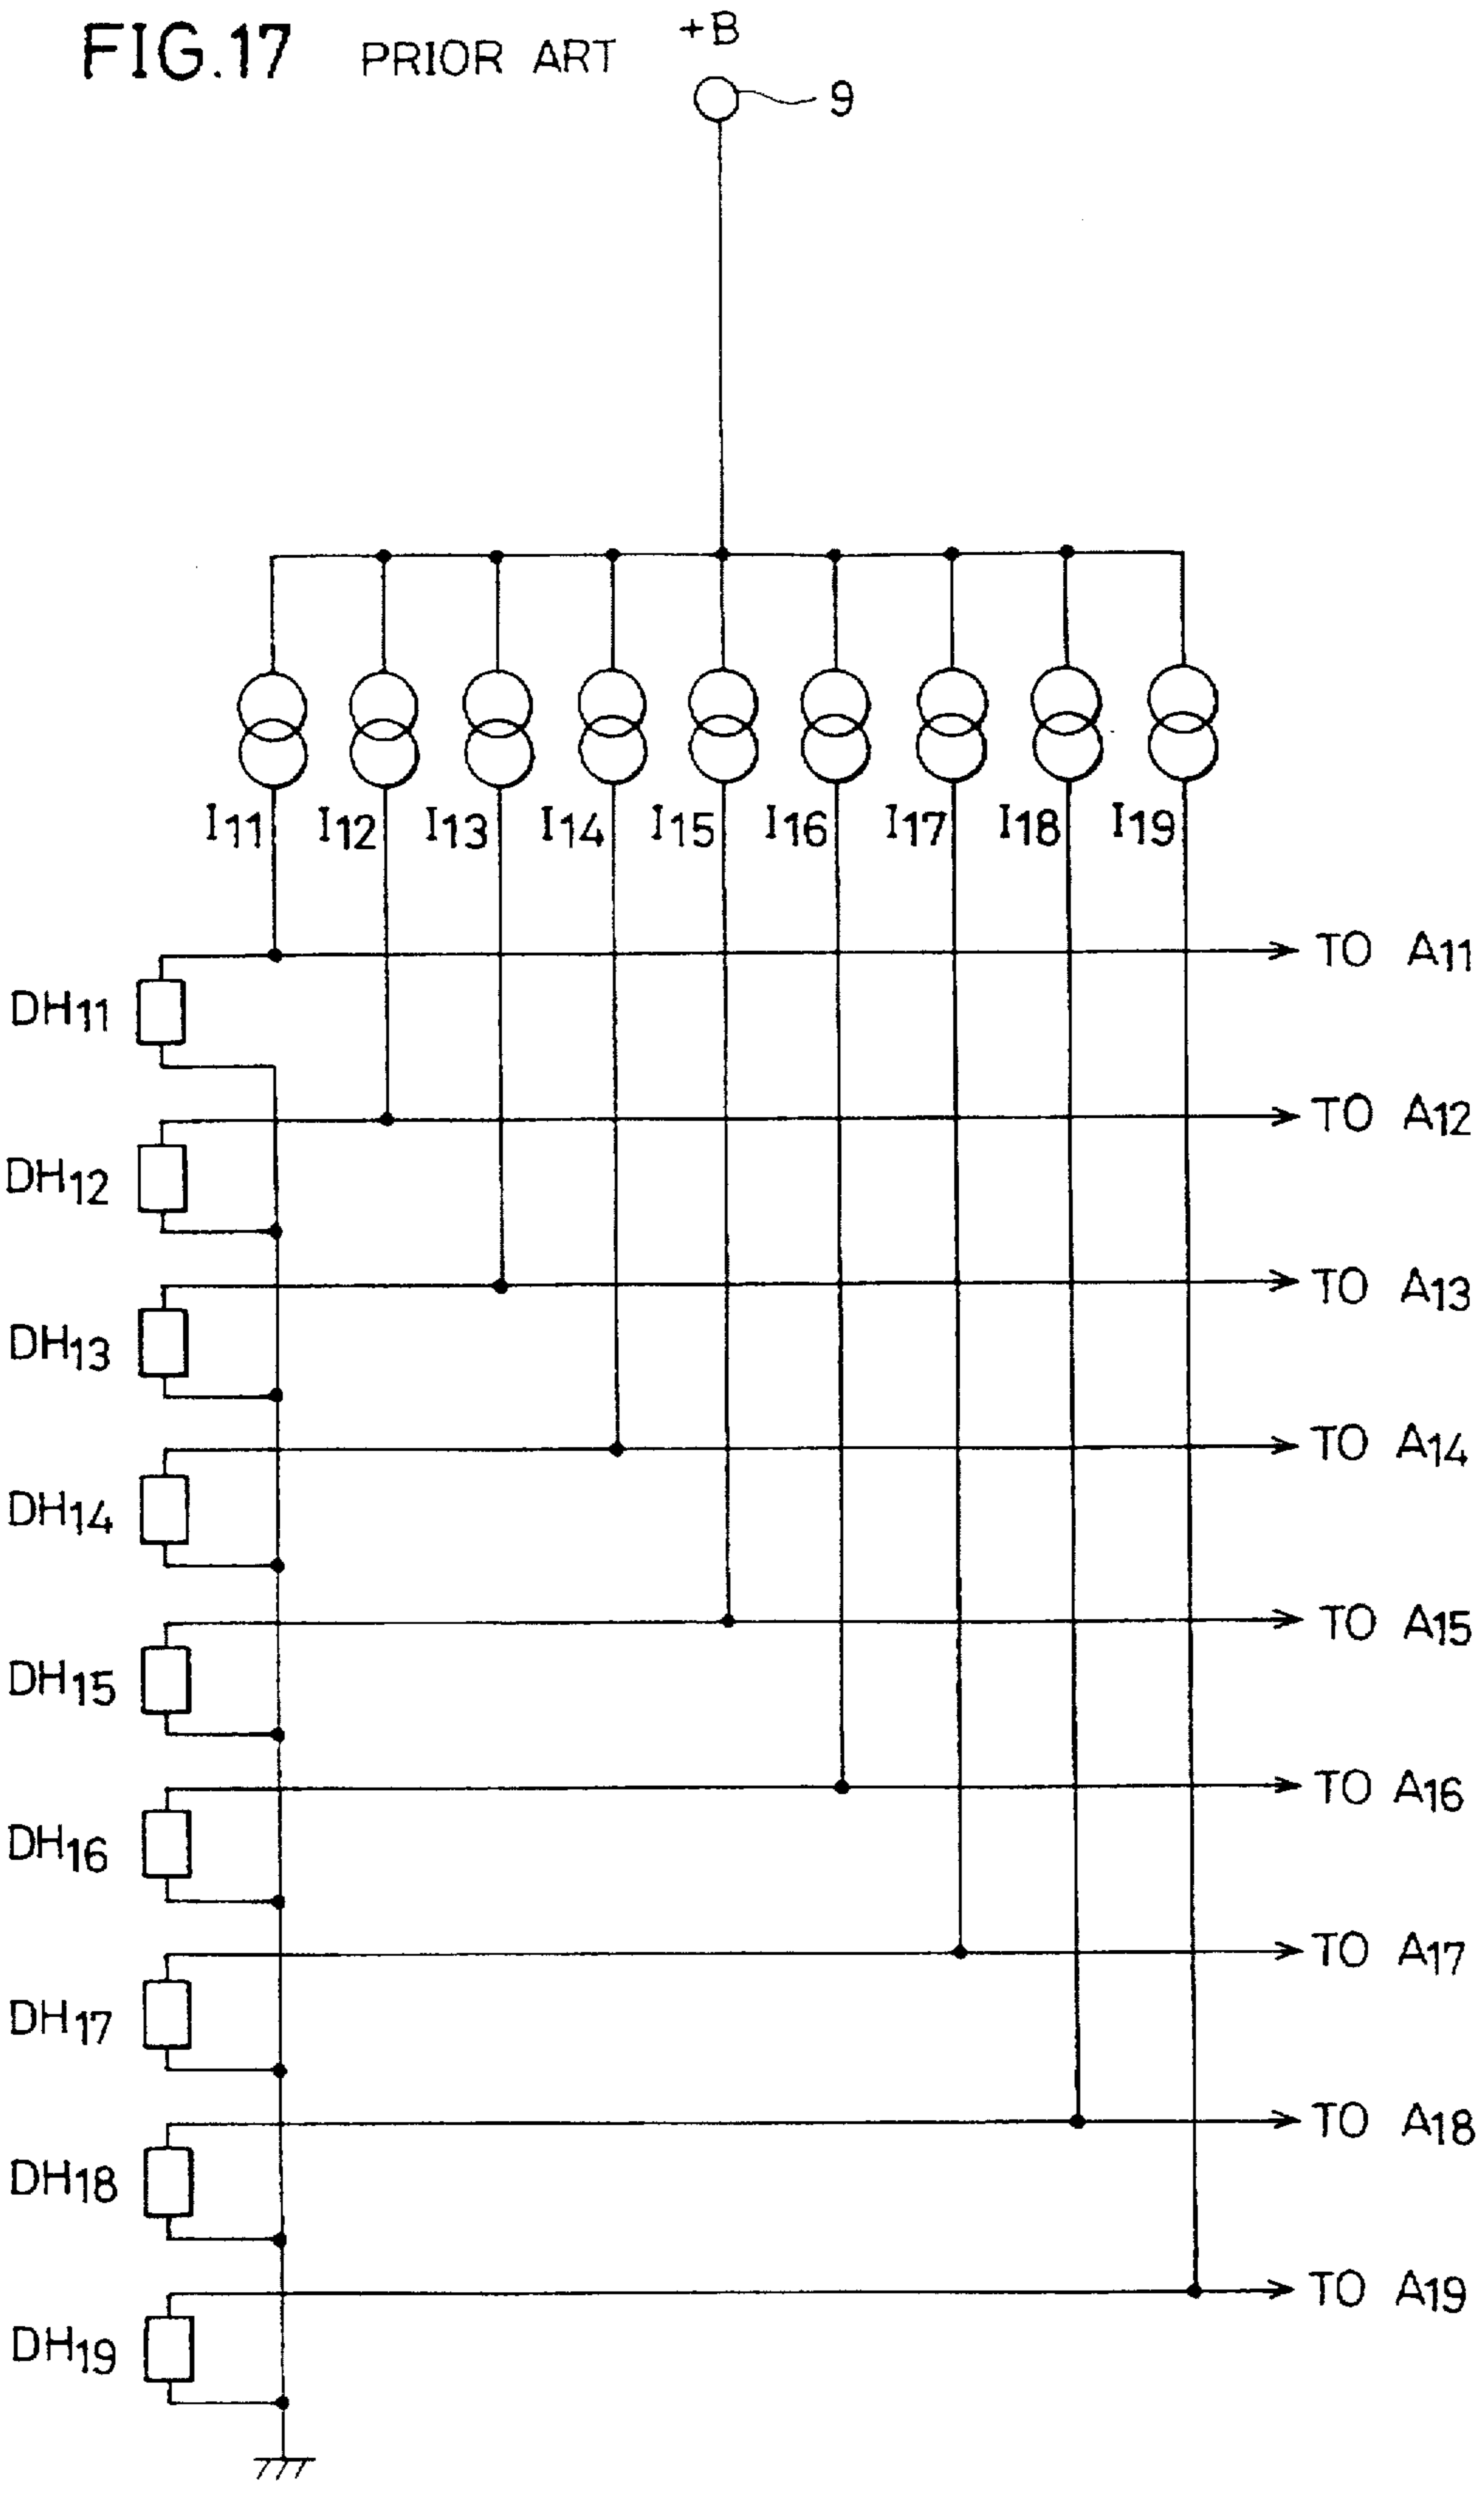 FIG.17 PRIOR ART +B
9
I11 I12 I13 I14 I15 I16 I17 I18 I19
TO A11
DH11
TO A12
DH12
TO A13
DH13
TO A14
DH14
TO A15
DH15
TO A16
DH16
TO A17
DH17
TO A18
DH18
TO A19
DH19